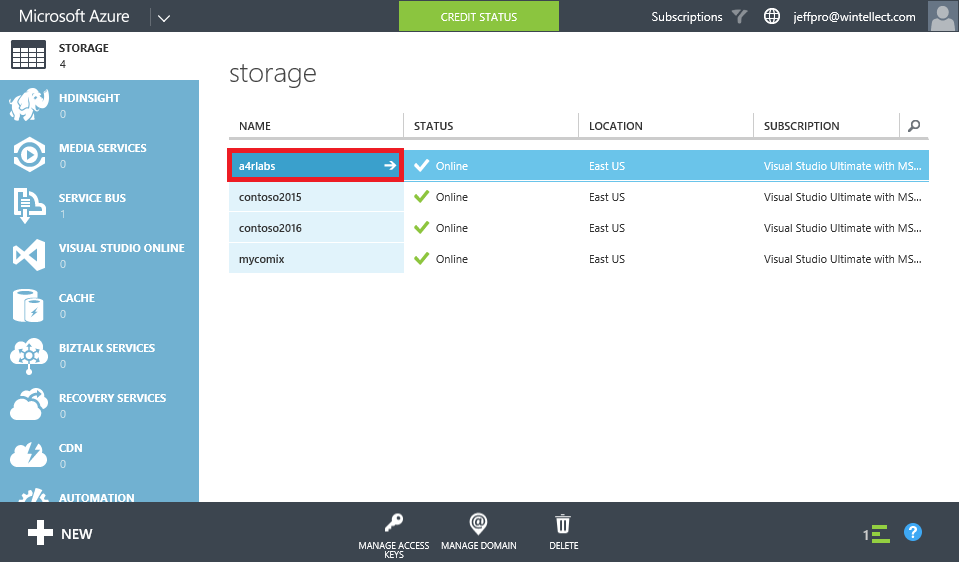 Microsoft Azure
CREDIT STATUS
Subscriptions
jeffpro@wintellect.com
STORAGE
4
HDINSIGHT
0
MEDIA SERVICES
0
SERVICE BUS
1
VISUAL STUDIO ONLINE
0
CACHE
0
BIZTALK SERVICES
0
RECOVERY SERVICES
0
CDN
0
AUTOMATION
storage
NAME STATUS LOCATION SUBSCRIPTION
a4rlabs Online East US Visual Studio Ultimate with MS...
contoso2015 Online East US Visual Studio Ultimate with MS...
contoso2016 Online East US Visual Studio Ultimate with MS...
mycomix Online East US Visual Studio Ultimate with MS...
NEW
MANAGE ACCESS
KEYS
MANAGE DOMAIN
DELETE
1
?